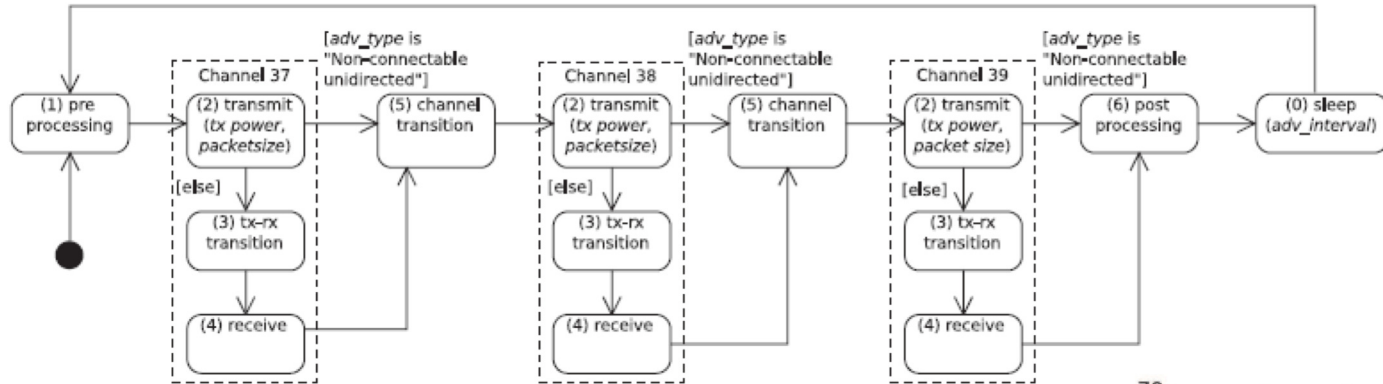 [adv_type is
"Non-connectable
unidirected"]
[adv_type is
"Non-connectable
unidirected"]
[adv_type is
"Non-connectable
unidirected"]
Channel 37
Channel 38
Channel 39
(1) pre
processing
(2) transmit
(tx power,
packetsize)
(5) channel
transition
(2) transmit
(tx power,
packetsize)
(5) channel
transition
(2) transmit
(tx power,
packet size)
(6) post
processing
(0) sleep
(adv_interval)
[else]
[else]
[else]
(3) tx-rx
transition
(3) tx-rx
transition
(3) tx-rx
transition
(4) receive
(4) receive
(4) receive